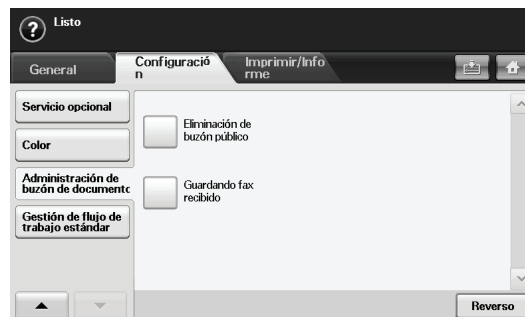 Listo
General
Configuració
n
Imprimir/Info
rme
Servicio opcional
Color
Administración de
buzón de documentc
Gestión de flujo de
trabajo estándar
Eliminación de
buzón público
Guardando fax
recibido
Reverso